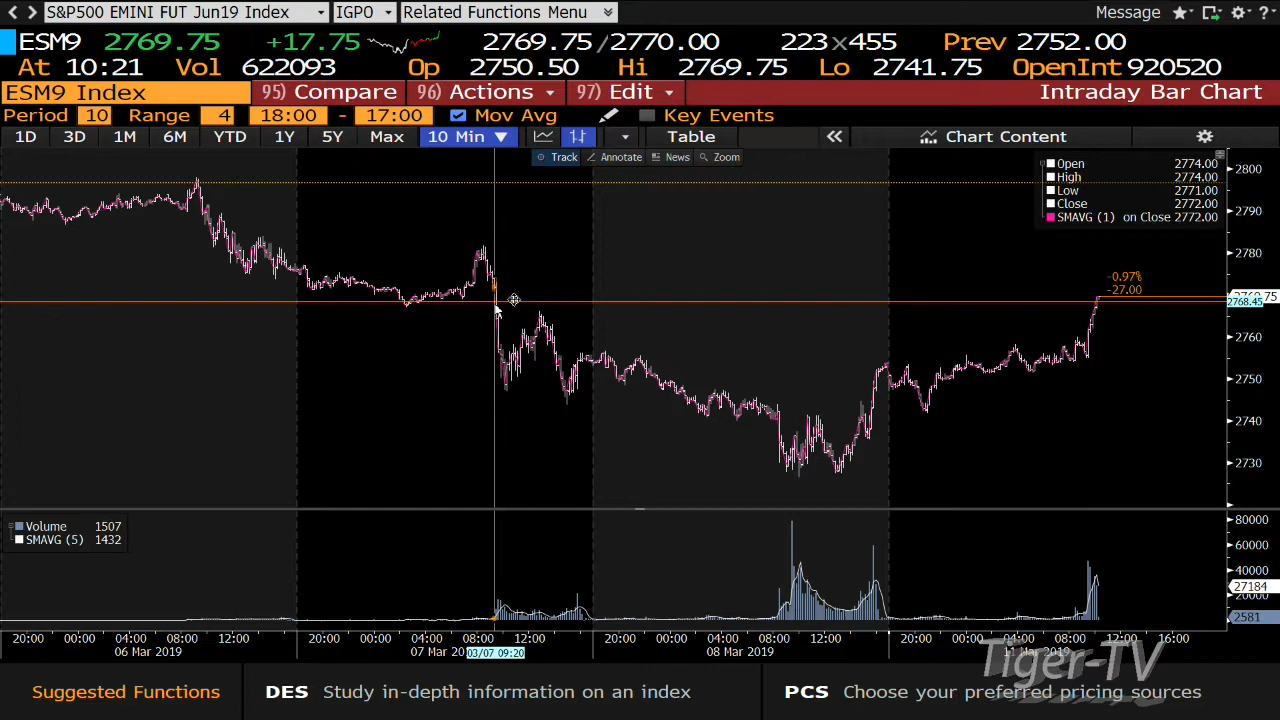 S&P500 EMINI FUT Jun19 Index IGPO Related Functions Menu Message
ESM9 2769.75 +17.75 2769.75/2770.00 223x455 Prev 2752.00
At 10:21 Vol 622093 Op 2750.50 Hi 2769.75 Lo 2741.75 OpenInt 920520
ESM9 Index 95) Compare 96) Actions 97) Edit Intraday Bar Chart
Period 10 Range 4 18:00 - 17:00 Mov Avg Key Events
1D 3D 1M 6M YTD 1Y 5Y Max 10 Min ▼ Table « Chart Content
Track Annotate News Zoom
Open 2774.00
High 2774.00
Low 2771.00
Close 2772.00
SMAVG (1) on Close 2772.00
2800
2790
2780
-0.97%
-27.00
2768.45
2760
2750
2740
2730
Volume 1507
SMAVG (5) 1432
80000
60000
40000
27184
2581
20:00 00:00 04:00 08:00 12:00 20:00 00:00 04:00 08:00 12:00 20:00 00:00 04:00 08:00 12:00 20:00 00:00 04:00 08:00 12:00 16:00
06 Mar 2019 07 Mar 03/07 09:20 08 Mar 2019 11 Mar 2019
Tiger-TV
Suggested Functions DES Study in-depth information on an index PCS Choose your preferred pricing sources